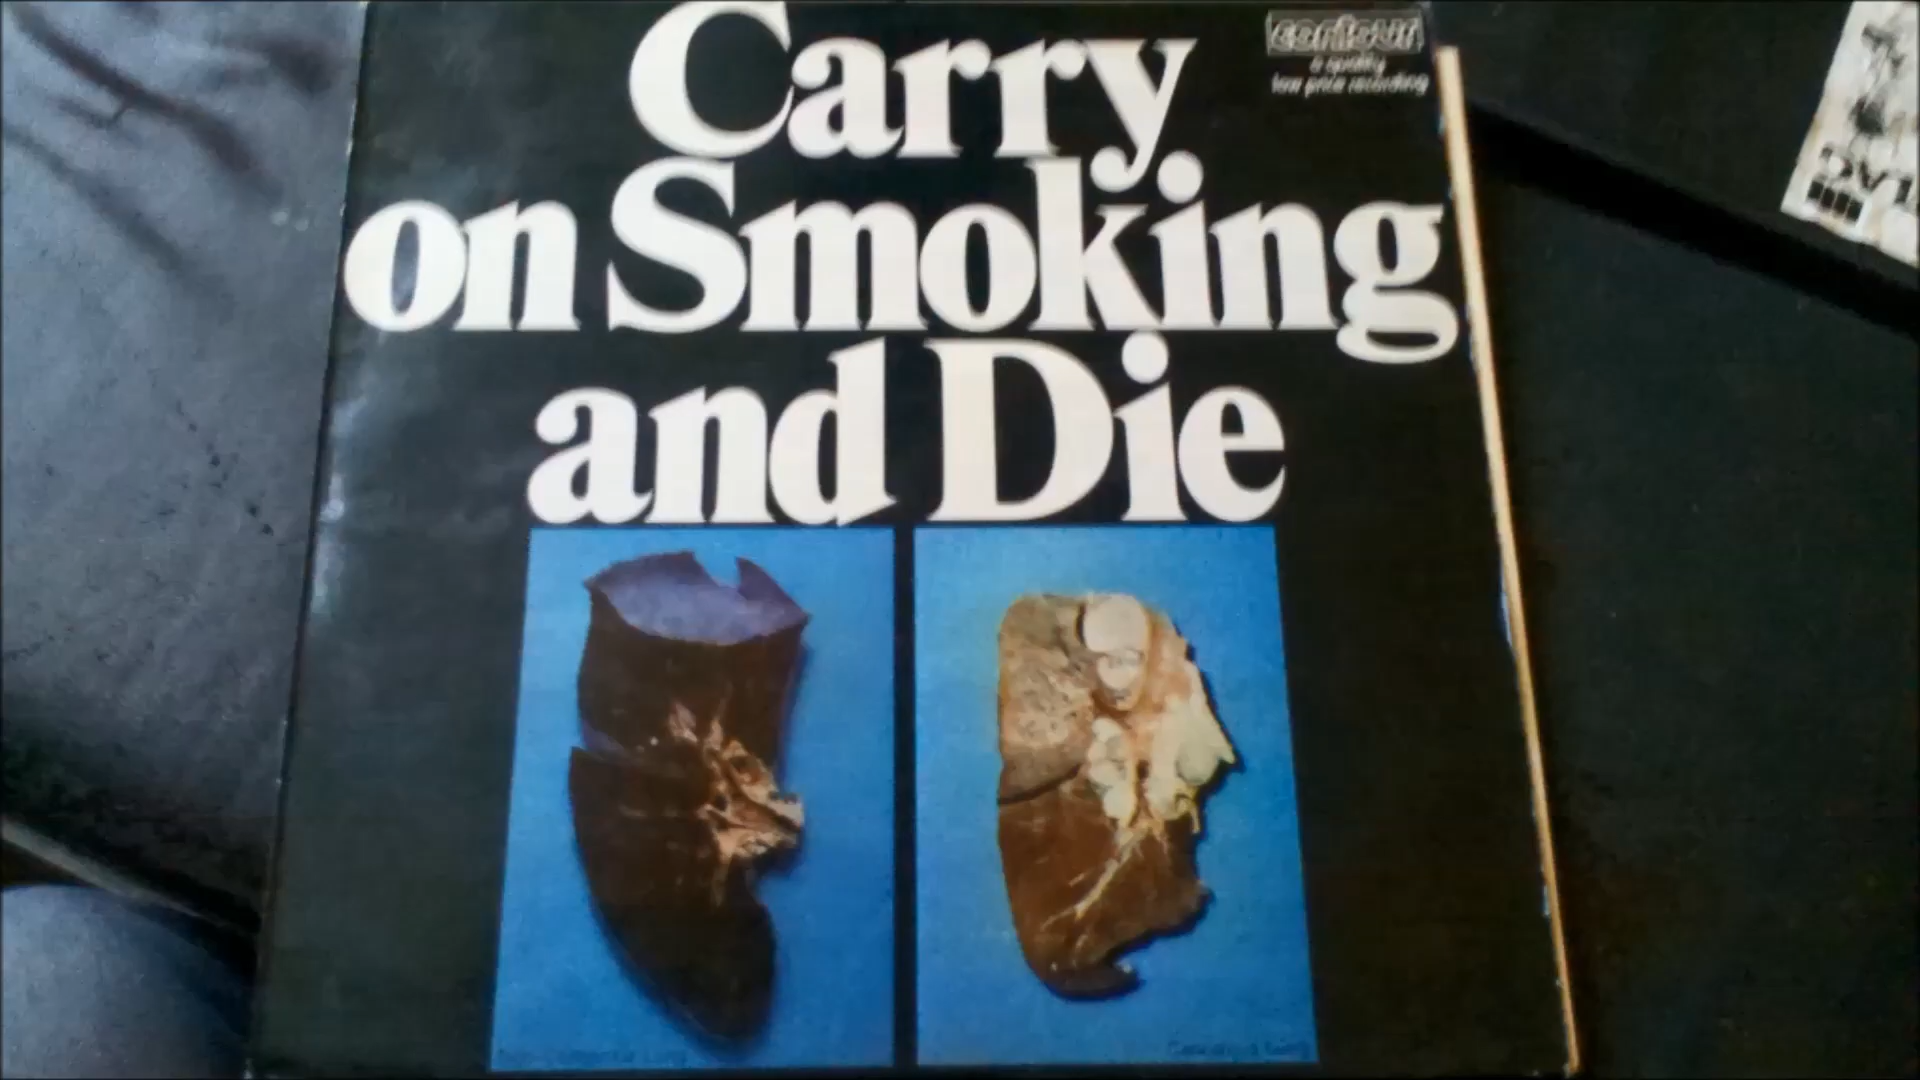 Carry
on Smoking
and Die
contour
a quality
low price recording